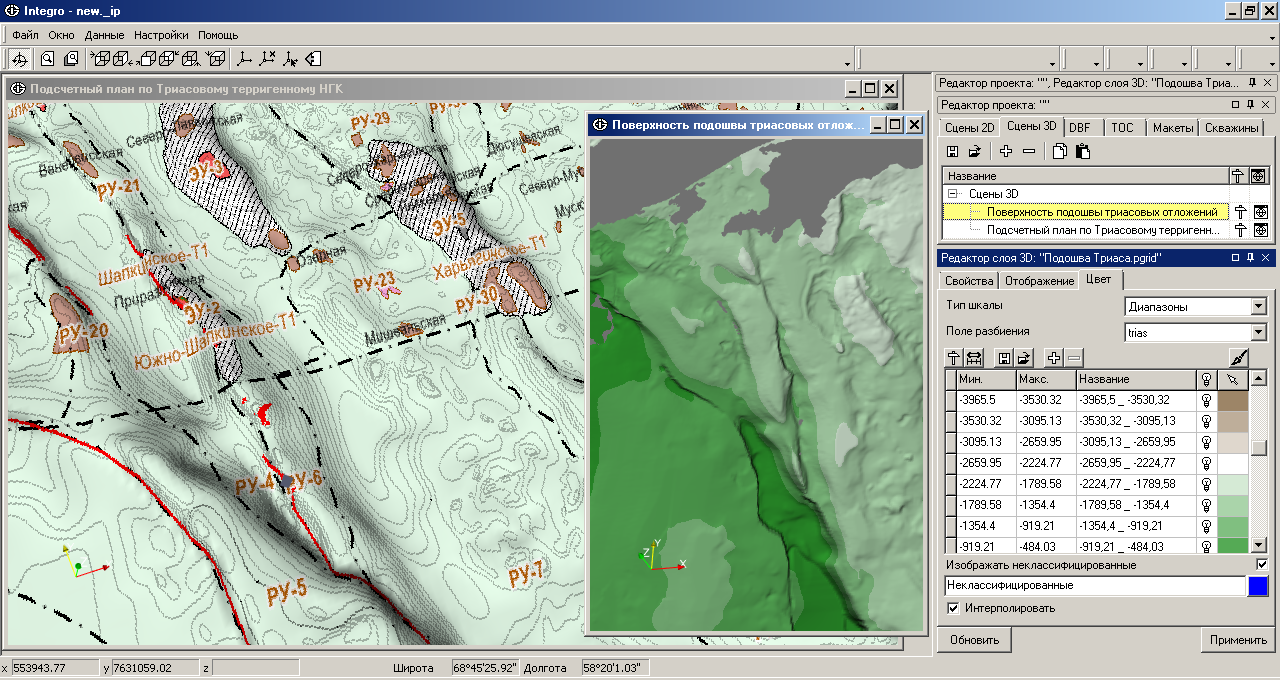 Integro - new._ip
Файл Окно Данные Настройки Помощь
Подсчетный план по Триасовому терригенному НГК
РУ-29
ЭУ-3
РУ-21
ЭУ-5
Шапкинское-Т1
Озерная
РУ-23
Харьягинское-Т1
РУ-30
ЭУ-2
РУ-20
Южно-Шапкинское-Т1
Мишвальская
РУ-4
РУ-6
РУ-5
РУ-7
Поверхность подошвы триасовых отлож...
Z Y X
Редактор проекта: "", Редактор слоя 3D: "Подошва Триа...
Редактор проекта: ""
Сцены 2D Сцены 3D DBF TOC Макеты Скважины
Название
Сцены 3D
Поверхность подошвы триасовых отложений
Подсчетный план по Триасовому терригенн...
Редактор слоя 3D: "Подошва Триаса.pgrid"
Свойства Отображение Цвет
Тип шкалы Диапазоны
Поле разбиения trias
Мин. Макс. Название
-3965.5 -3530.32 -3965,5 _ -3530,32
-3530.32 -3095.13 -3530,32 _ -3095,13
-3095.13 -2659.95 -3095,13 _ -2659,95
-2659.95 -2224.77 -2659,95 _ -2224,77
-2224.77 -1789.58 -2224,77 _ -1789,58
-1789.58 -1354.4 -1789,58 _ -1354,4
-1354.4 -919.21 -1354,4 _ -919,21
-919.21 -484.03 -919,21 _ -484,03
Изображать неклассифицированные
Неклассифицированные
Интерполировать
Обновить Применить
x 553943.77 y 7631059.02 z Широта 68°45'25.92" Долгота 58°20'1.03"